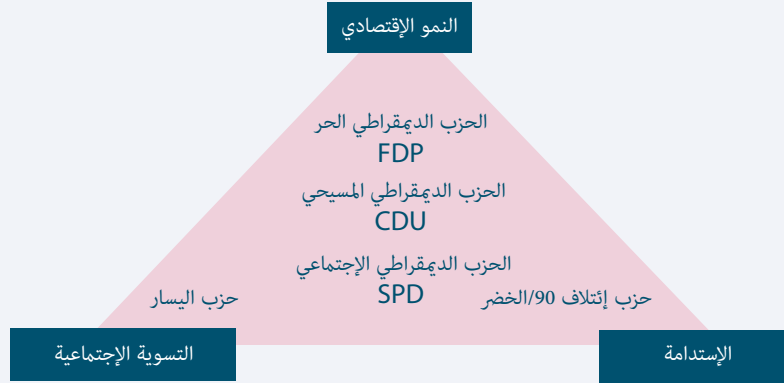 النمو الإقتصادي
الحزب الديمقراطي الحر
FDP
الحزب الديمقراطي المسيحي
CDU
الحزب الديمقراطي الإجتماعي
SPD
حزب إئتلاف 90/الخضر
حزب اليسار
الإستدامة
التسوية الإجتماعية